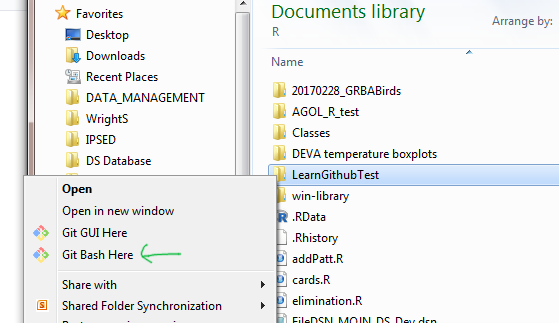 Favorites
Desktop
Downloads
Recent Places
DATA_MANAGEMENT
WrightS
IPSED
DS Database
Open
Open in new window
Git GUI Here
Git Bash Here
Share with
Shared Folder Synchronization
Documents library
R
Arrange by:
Name
20170228_GRBABirds
AGOL_R_test
Classes
DEVA temperature boxplots
LearnGithubTest
win-library
.RData
.Rhistory
addPatt.R
cards.R
elimination.R
FileDSN_MOJN_DS_Dev.dsn